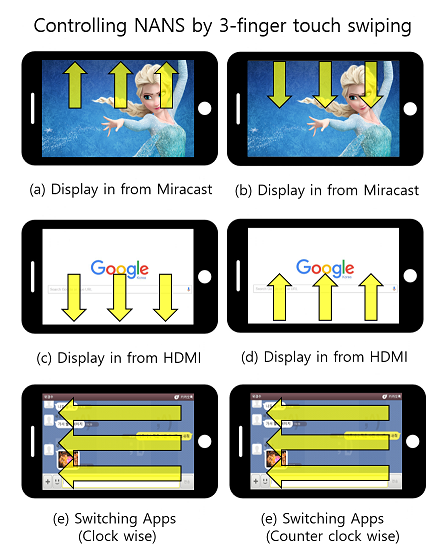 Controlling NANS by 3-finger touch swiping
(a) Display in from Miracast
(b) Display in from Miracast
Google
Google
(c) Display in from HDMI
(d) Display in from HDMI
(e) Switching Apps
(Clock wise)
(e) Switching Apps
(Counter clock wise)